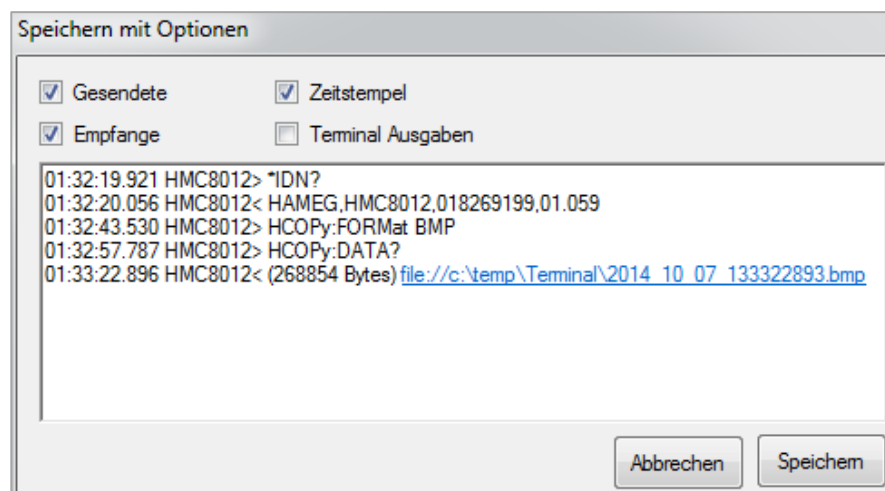 Speichern mit Optionen
Gesendete Zeitstempel
Empfange Terminal Ausgaben
01:32:19.921 HMC8012> *IDN?
01:32:20.056 HMC8012< HAMEG,HMC8012,018269199,01.059
01:32:43.530 HMC8012> HCOPy:FORMat BMP
01:32:57.787 HMC8012> HCOPy:DATA?
01:33:22.896 HMC8012< (268854 Bytes) file://c:\temp\Terminal\2014_10_07_133322893.bmp
Abbrechen Speichern